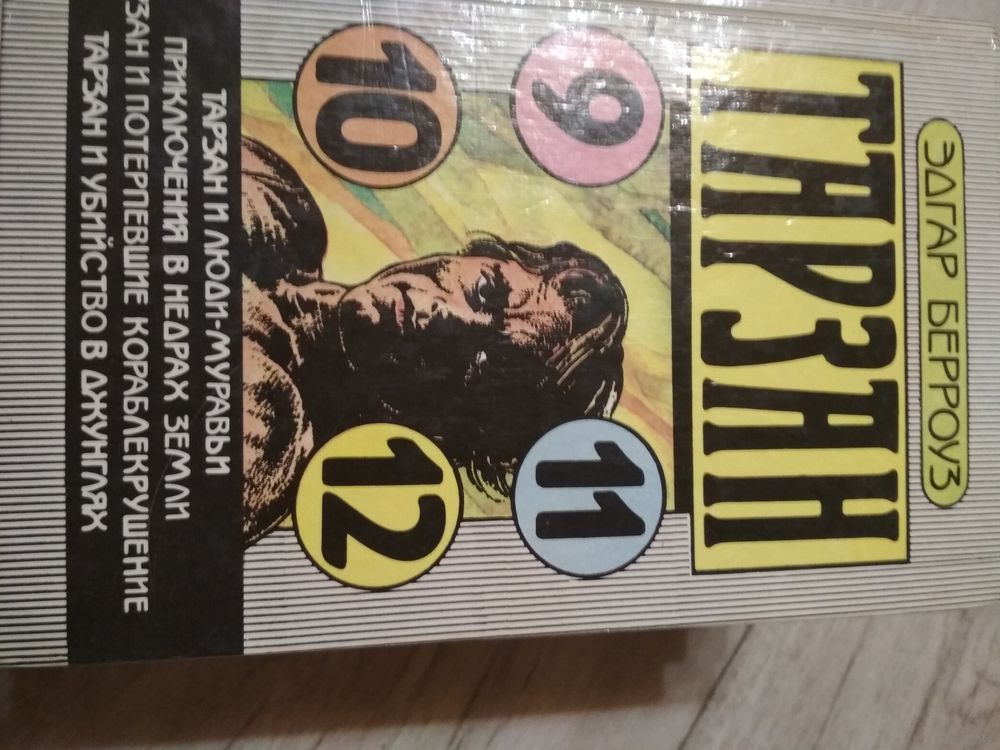 ЭДГАР БЕРРОУЗ
ТАРЗАН
9
11
10
12
ТАРЗАН И ЛЮДИ-МУРАВЬИ
ПРИКЛЮЧЕНИЯ В НЕДРАХ ЗЕМЛИ
ЗАН И ПОТЕРПЕВШИЕ КОРАБЛЕКРУШЕНИЕ
ТАРЗАН И УБИЙСТВО В ДЖУНГЛЯХ